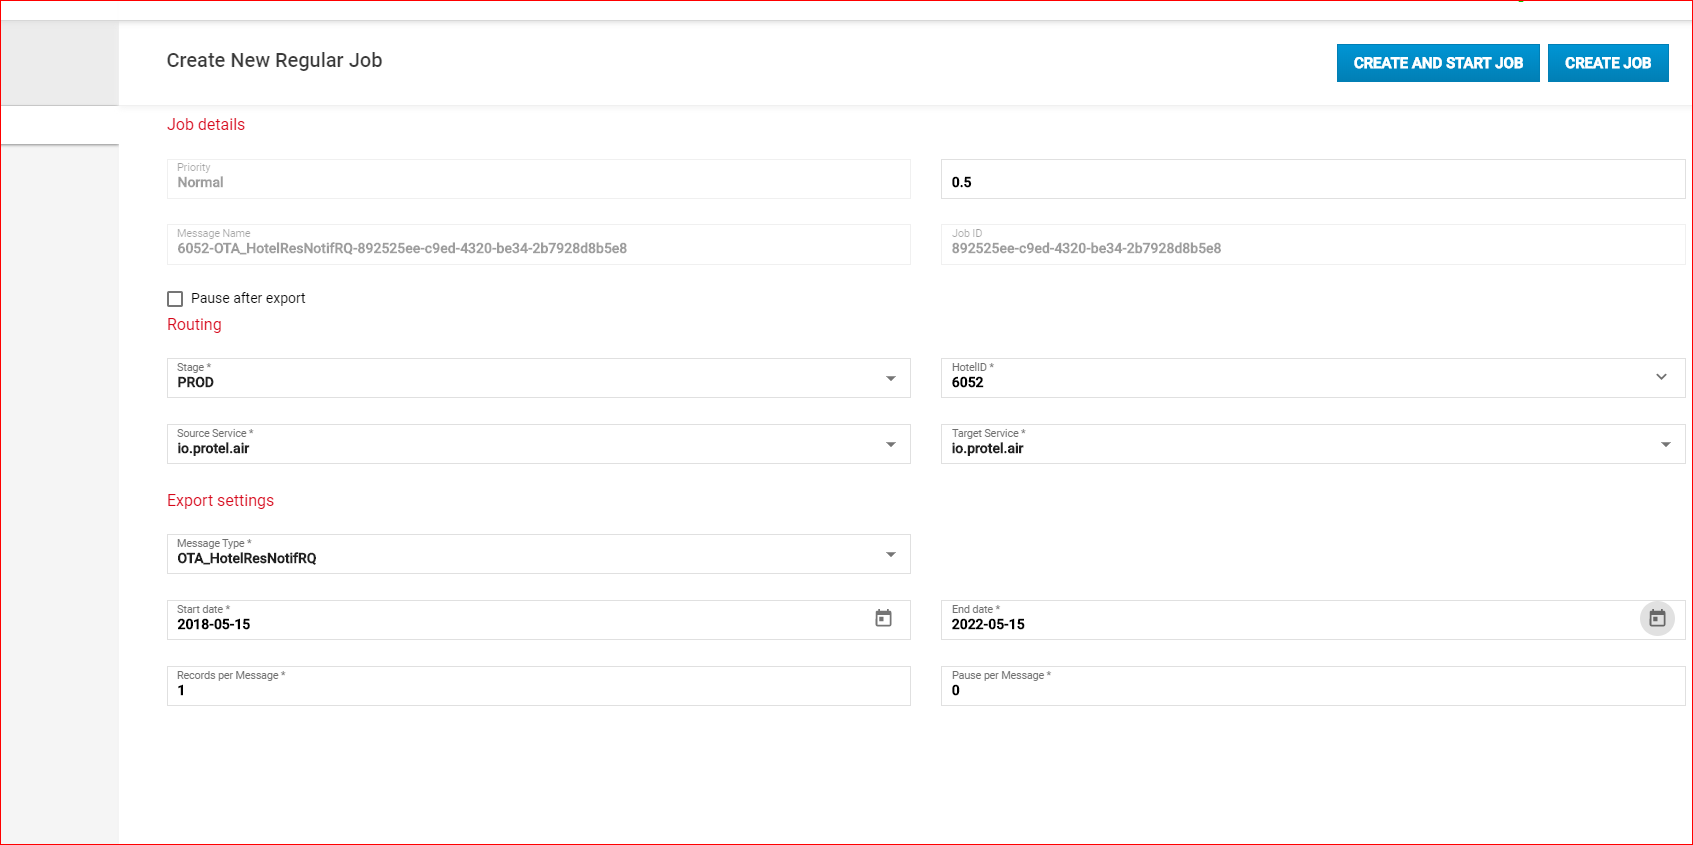 Create New Regular Job
CREATE AND START JOB
CREATE JOB
Job details
Priority
Normal
0.5
Message Name
6052-OTA_HotelResNotifRQ-892525ee-c9ed-4320-be34-2b7928d8b5e8
Job ID
892525ee-c9ed-4320-be34-2b7928d8b5e8
Pause after export
Routing
Stage *
PROD
HotelID *
6052
Source Service *
io.protel.air
Target Service *
io.protel.air
Export settings
Message Type *
OTA_HotelResNotifRQ
Start date *
2018-05-15
End date *
2022-05-15
Records per Message *
1
Pause per Message *
0